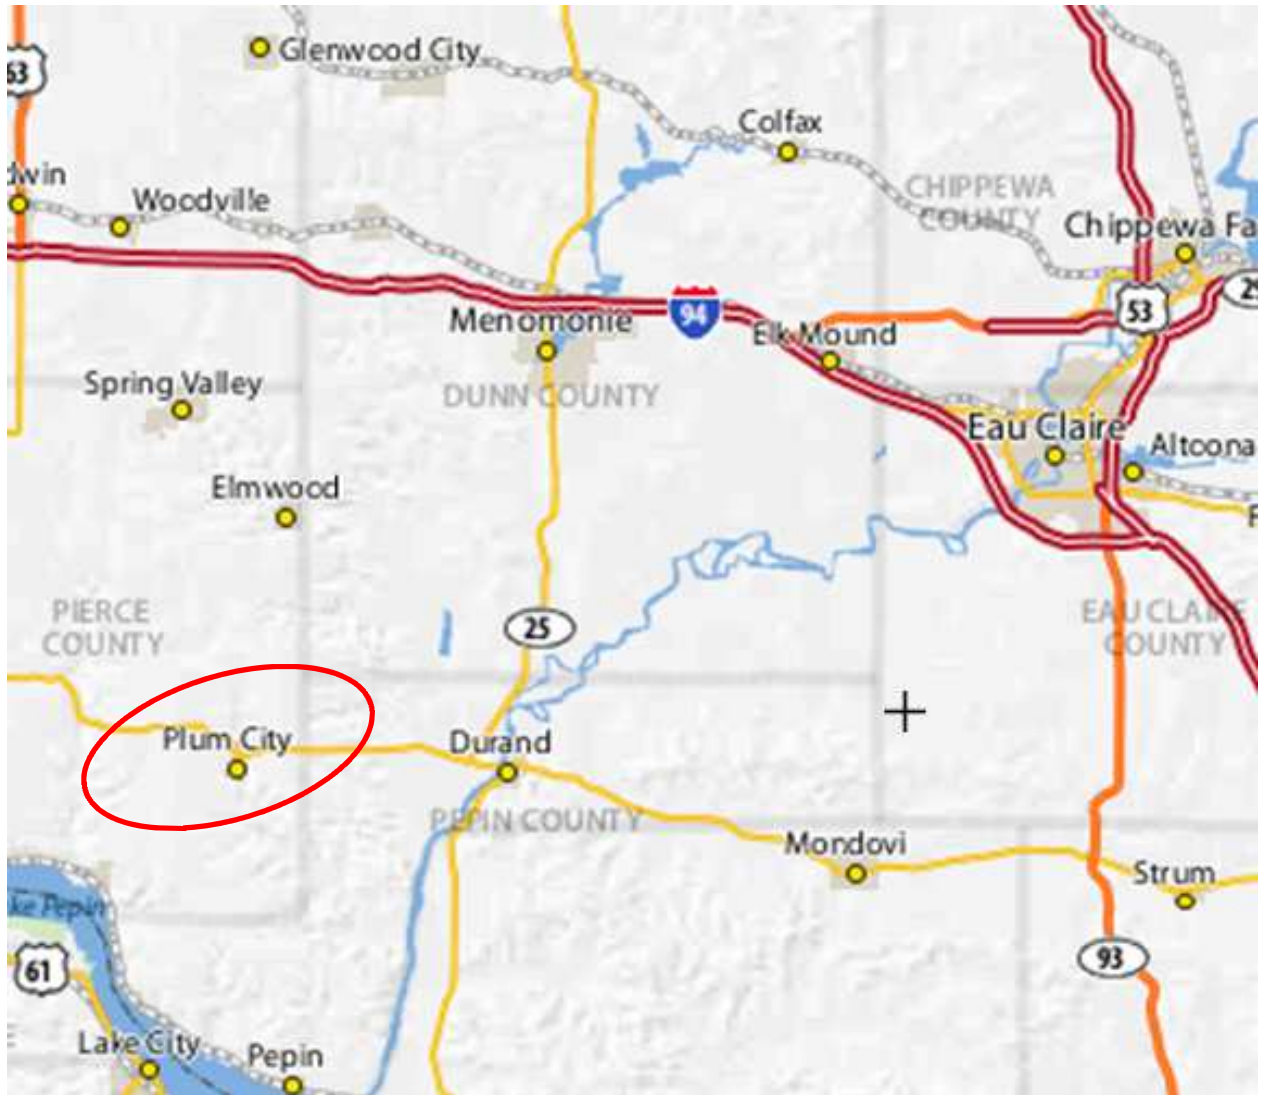 Glenwood City
63
Colfax
dwin
Woodville
CHIPPEWA
COUNTY
Chippewa Fa
29
53
94
Menomonie
Elk Mound
Spring Valley
DUNN COUNTY
Eau Claire
Altoona
Elmwood
F
PIERCE
COUNTY
25
EAU CLAIRE
COUNTY
Plum City
Durand
PEPIN COUNTY
Mondovi
Strum
ke Pepin
61
93
Lake City
Pepin